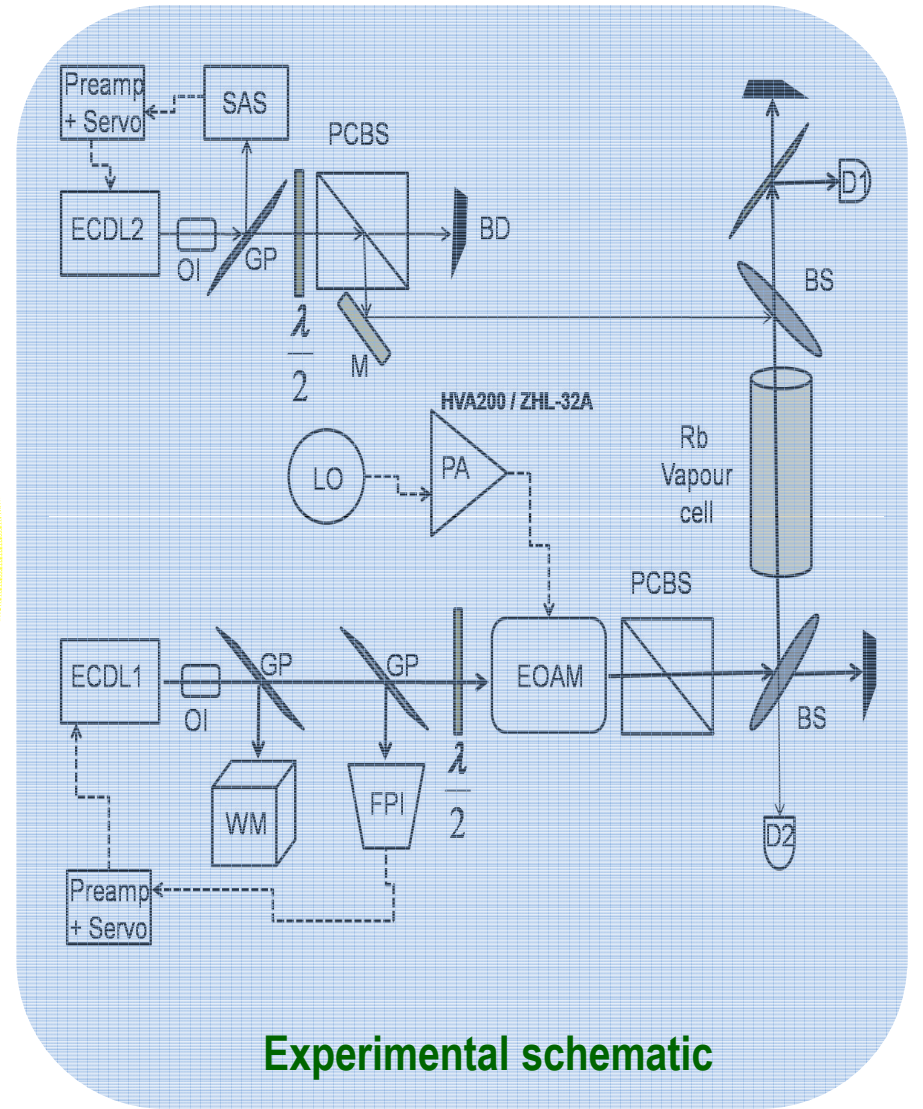 Preamp
+ Servo
SAS
PCBS
ECDL2
OI
GP
BD
λ
2
M
D1
BS
HVA200 / ZHL-32A
LO
PA
Rb
Vapour
cell
PCBS
ECDL1
OI
GP
GP
EOAM
BS
λ
2
WM
FPI
D2
Preamp
+ Servo
Experimental schematic